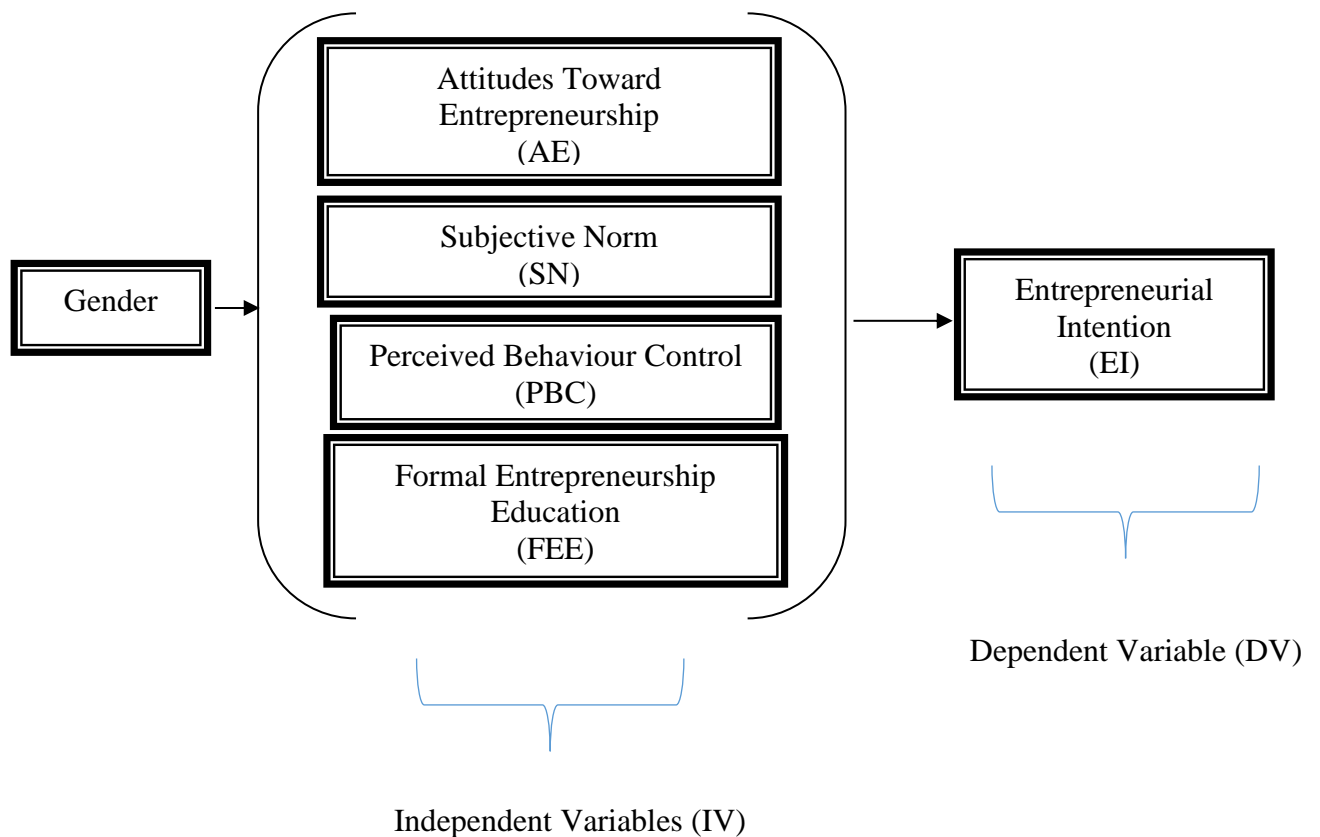 Attitudes Toward
Entrepreneurship
(AE)
Subjective Norm
(SN)
Gender
Perceived Behaviour Control
(PBC)
Formal Entrepreneurship
Education
(FEE)
Entrepreneurial
Intention
(EI)
Dependent Variable (DV)
Independent Variables (IV)